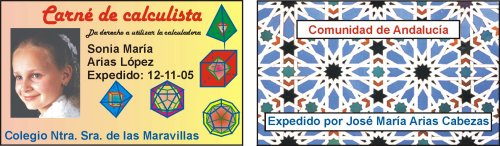 Carné de calculista
Da derecho a utilizar la calculadora
Sonia María
Arias López
Expedido: 12-11-05
Colegio Ntra. Sra. de las Maravillas
Comunidad de Andalucía
Expedido por José María Arias Cabezas